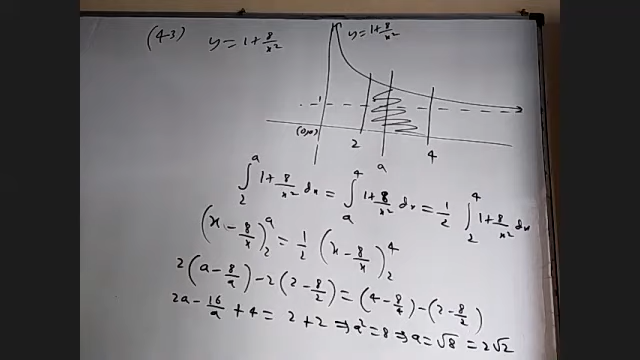 (43) y = 1 + 8/x²
y = 1 + 8/x²
1
(0,0)
2 a 4
∫₂ᵃ 1 + 8/x² dx = ∫ₐ⁴ 1 + 8/x² dx = 1/2 ∫₂⁴ 1 + 8/x² dx
(x − 8/x)₂ᵃ = 1/2 (x − 8/x)₂⁴
2(a − 8/a) − 2(2 − 8/2) = (4 − 8/4) − (2 − 8/2)
2a − 16/a + 4 = 2 + 2 ⇒ a² = 8 ⇒ a = √8 = 2√2